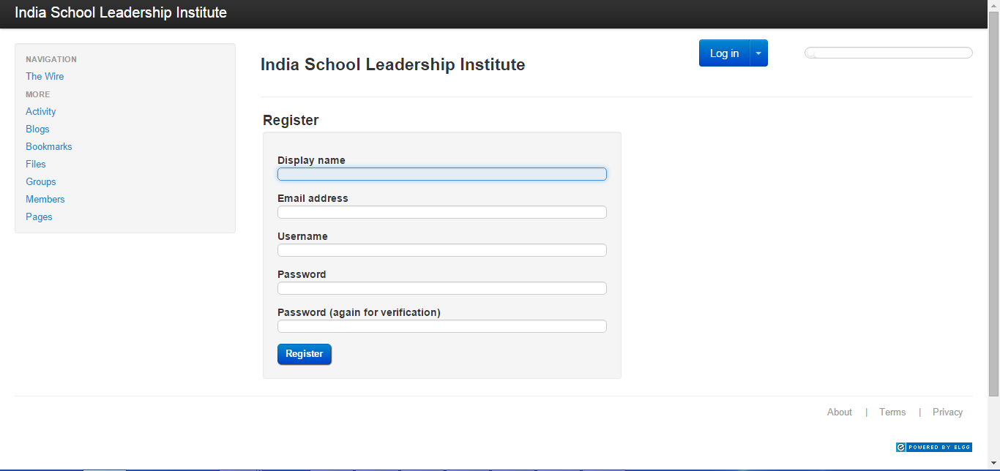 India School Leadership Institute
NAVIGATION
The Wire
MORE
Activity
Blogs
Bookmarks
Files
Groups
Members
Pages
India School Leadership Institute
Log in
Register
Display name
Email address
Username
Password
Password (again for verification)
Register
About | Terms | Privacy
POWERED BY ELGG